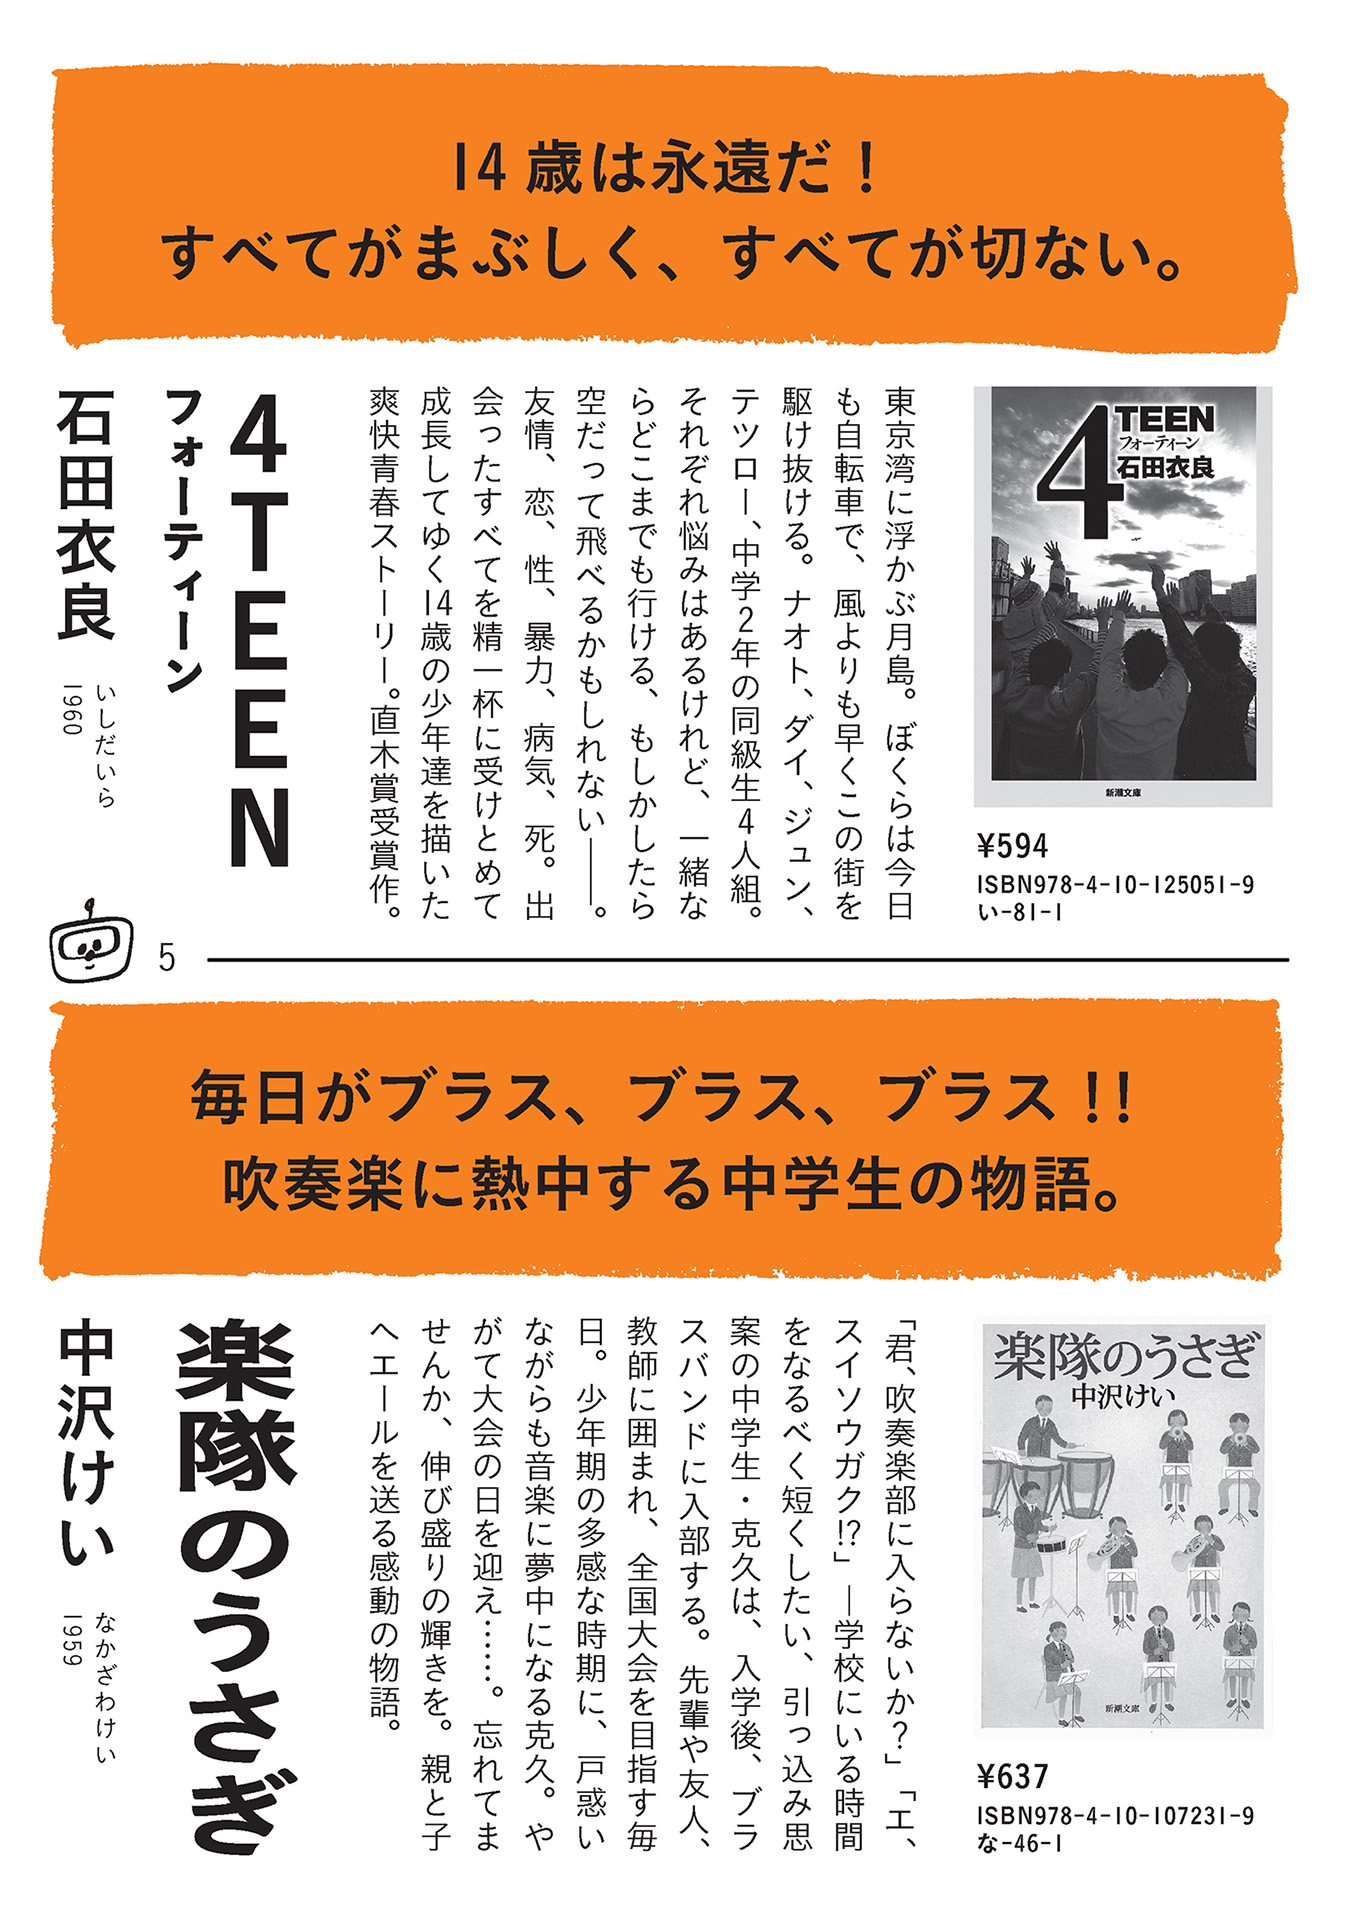 14歳は永遠だ！
すべてがまぶしく、すべてが切ない。
4TEEN
フォーティーン
石田衣良
新潮文庫
¥594
ISBN978-4-10-125051-9
い-81-1
東京湾に浮かぶ月島。ぼくらは今日
も自転車で、風よりも早くこの街を
駆け抜ける。ナオト、ダイ、ジュン、
テツロー、中学2年の同級生4人組。
それぞれ悩みはあるけれど、一緒な
らどこまでも行ける、もしかしたら
空だって飛べるかもしれない――。
友情、恋、性、暴力、病気、死。出
会ったすべてを精一杯に受けとめて
成長してゆく14歳の少年達を描いた
爽快青春ストーリー。直木賞受賞作。
4TEEN
フォーティーン
石田衣良
いしだいら
1960
5
毎日がブラス、ブラス、ブラス!!
吹奏楽に熱中する中学生の物語。
楽隊のうさぎ
中沢けい
新潮文庫
¥637
ISBN978-4-10-107231-9
な-46-1
「君、吹奏楽部に入らないか？」「エ、
スイソウガク!?」―学校にいる時間
をなるべく短くしたい、引っ込み思
案の中学生・克久は、入学後、ブラ
スバンドに入部する。先輩や友人、
教師に囲まれ、全国大会を目指す毎
日。少年期の多感な時期に、戸惑い
ながらも音楽に夢中になる克久。や
がて大会の日を迎え……。忘れてま
せんか、伸び盛りの輝きを。親と子
へエールを送る感動の物語。
楽隊のうさぎ
中沢けい
なかざわけい
1959